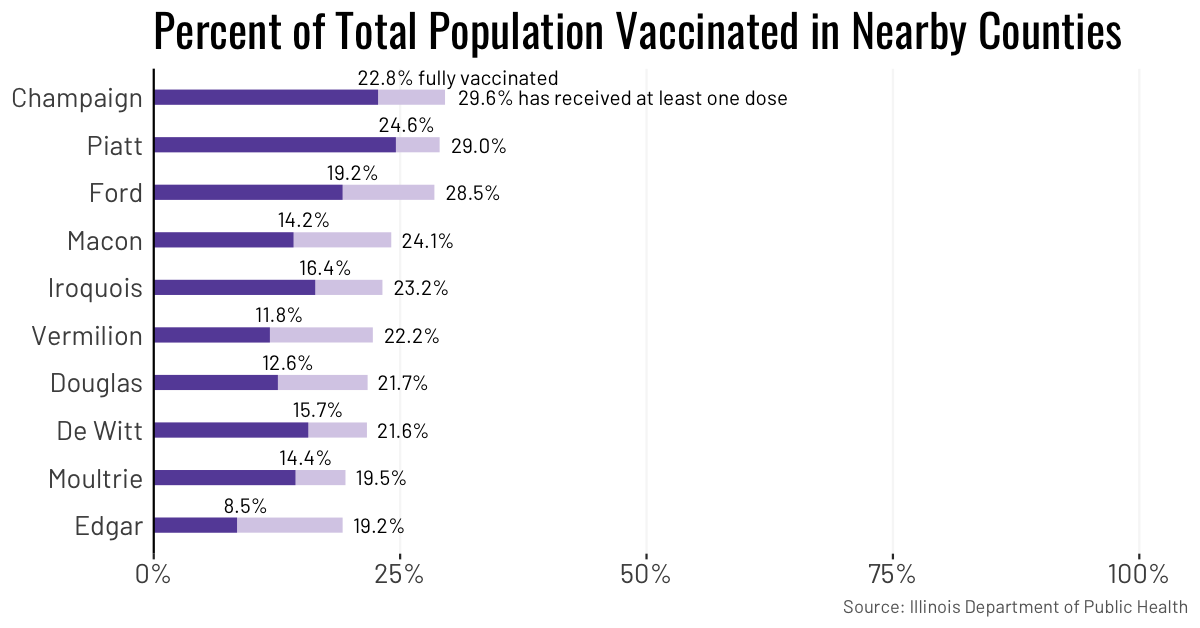 Percent of Total Population Vaccinated in Nearby Counties
22.8% fully vaccinated
Champaign 29.6% has received at least one dose
24.6%
Piatt 29.0%
19.2%
Ford 28.5%
14.2%
Macon 24.1%
16.4%
Iroquois 23.2%
11.8%
Vermilion 22.2%
12.6%
Douglas 21.7%
15.7%
De Witt 21.6%
14.4%
Moultrie 19.5%
8.5%
Edgar 19.2%
0% 25% 50% 75% 100%
Source: Illinois Department of Public Health